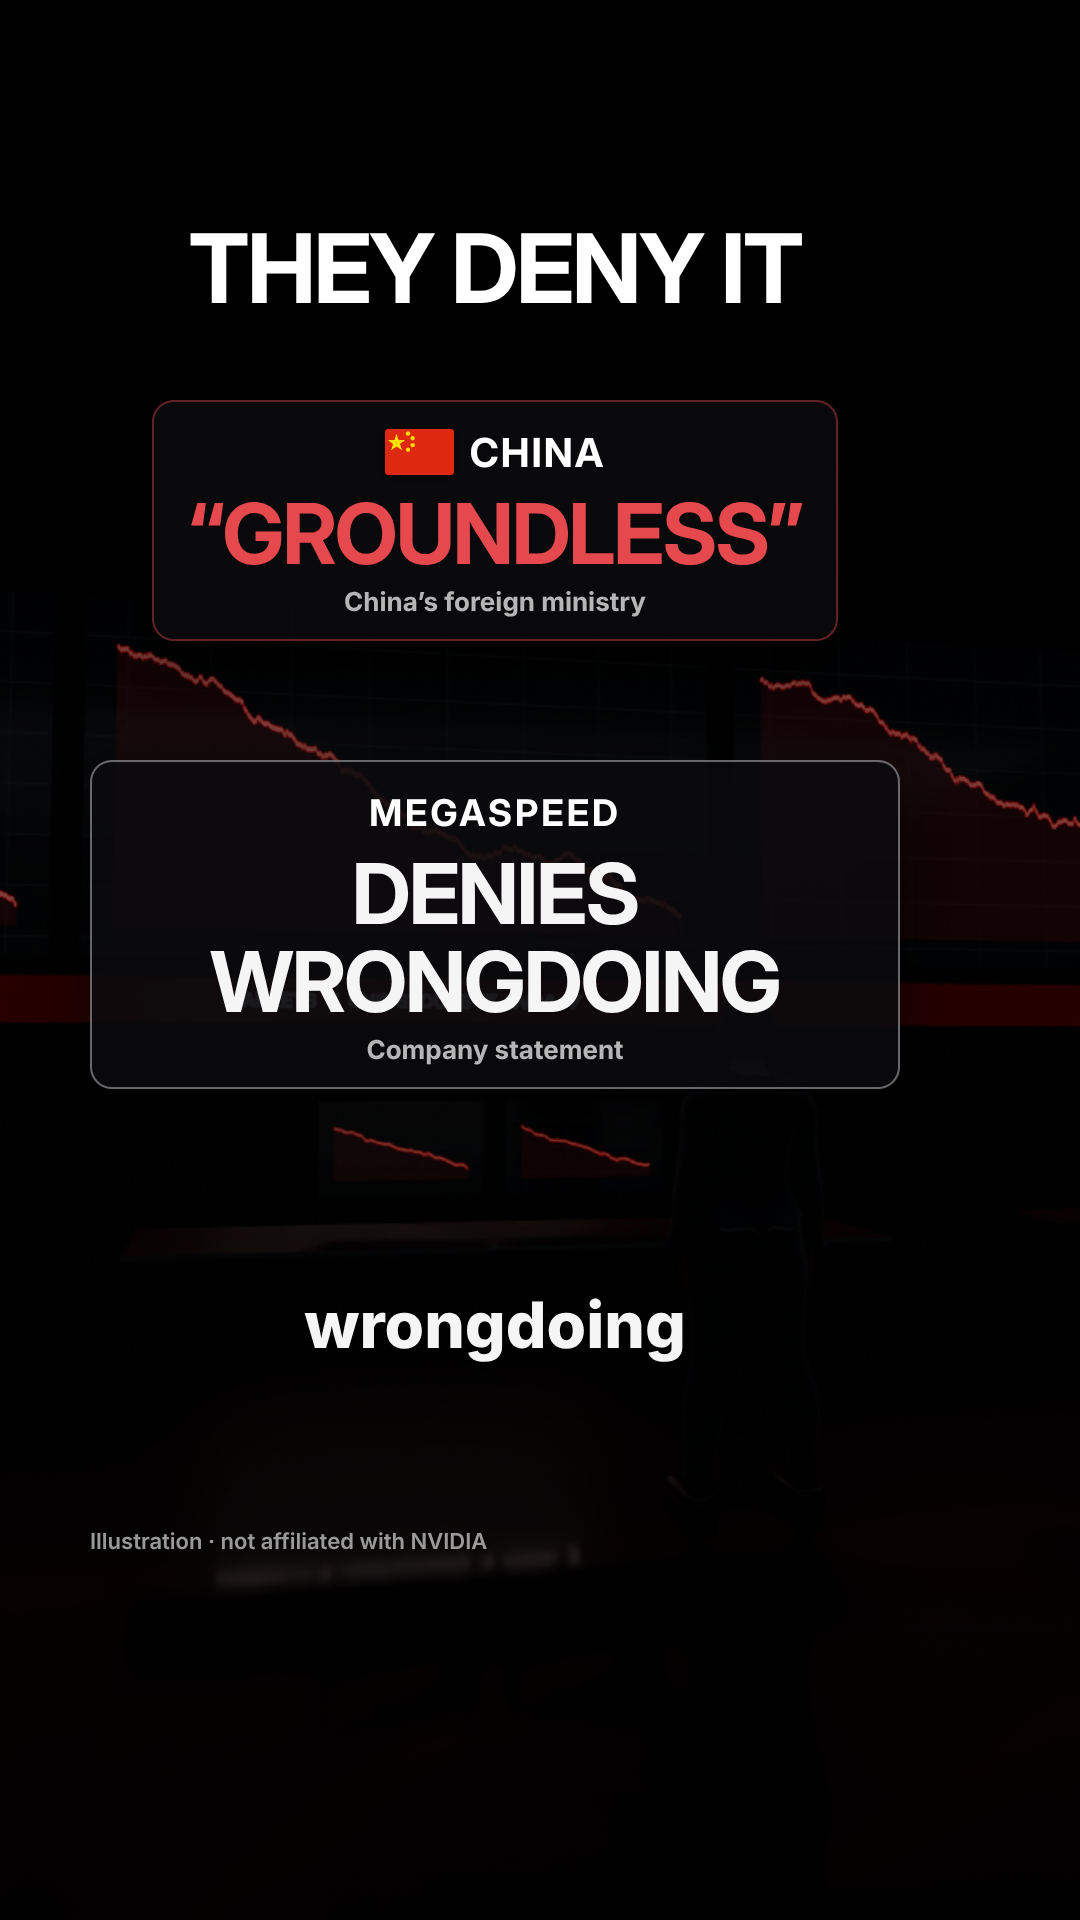 THEY DENY IT
CHINA
“GROUNDLESS”
China’s foreign ministry
MEGASPEED
DENIES
WRONGDOING
Company statement
wrongdoing
Illustration · not affiliated with NVIDIA